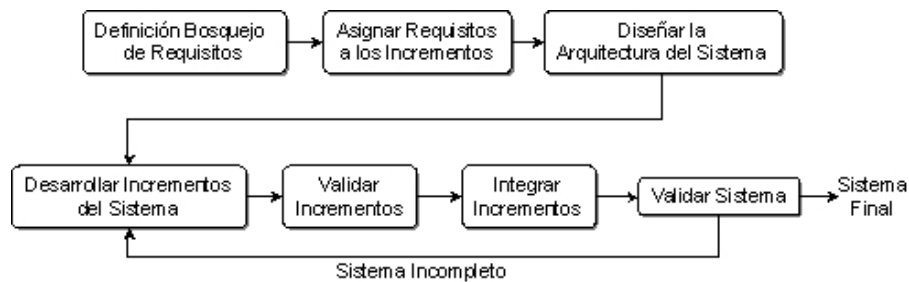 Definición Bosquejo
de Requisitos
Asignar Requisitos
a los Incrementos
Diseñar la
Arquitectura del Sistema
Desarrollar Incrementos
del Sistema
Validar
Incrementos
Integrar
Incrementos
Validar Sistema
Sistema
Final
Sistema Incompleto